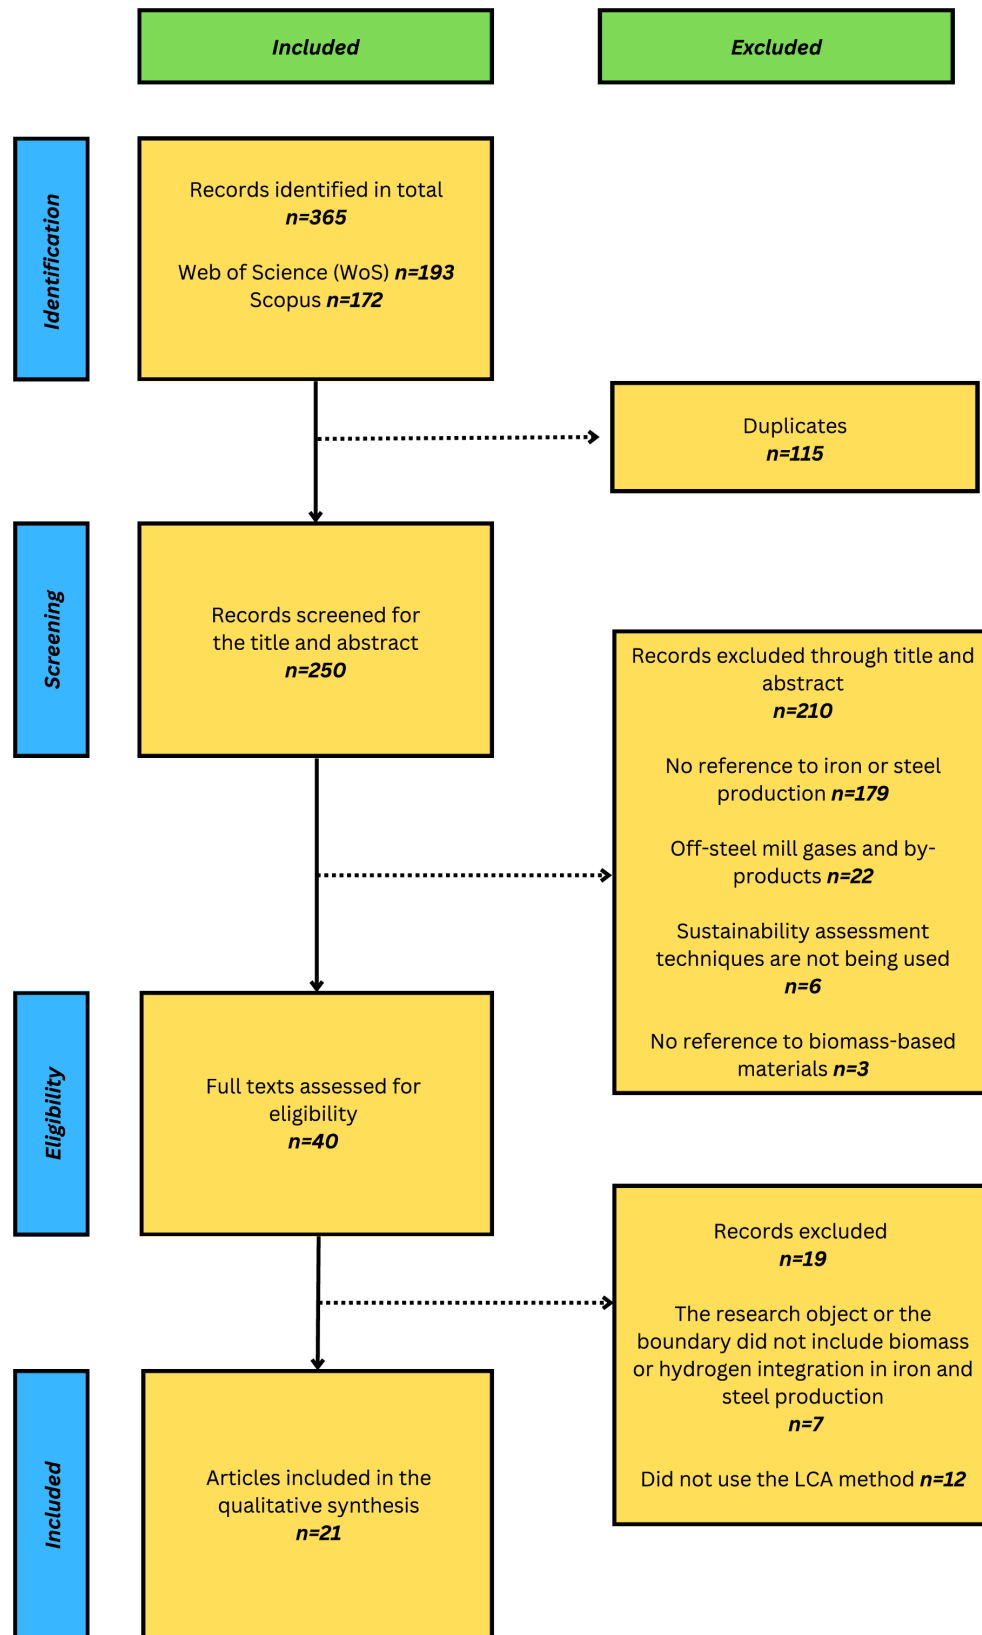 Included
Excluded
Identification
Records identified in total
n=365
Web of Science (WoS) n=193
Scopus n=172
Duplicates
n=115
Screening
Records screened for
the title and abstract
n=250
Records excluded through title and
abstract
n=210
No reference to iron or steel
production n=179
Off-steel mill gases and by-
products n=22
Sustainability assessment
techniques are not being used
n=6
No reference to biomass-based
materials n=3
Eligibility
Full texts assessed for
eligibility
n=40
Records excluded
n=19
The research object or the
boundary did not include biomass
or hydrogen integration in iron and
steel production
n=7
Did not use the LCA method n=12
Included
Articles included in the
qualitative synthesis
n=21